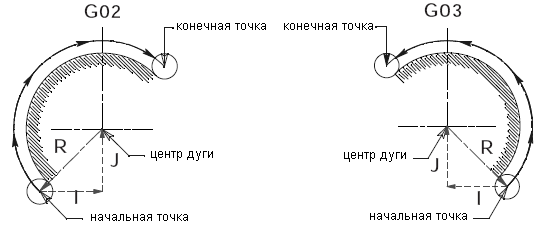 G02
G03
конечная точка
конечная точка
R
J
центр дуги
центр дуги
J
R
I
I
начальная точка
начальная точка